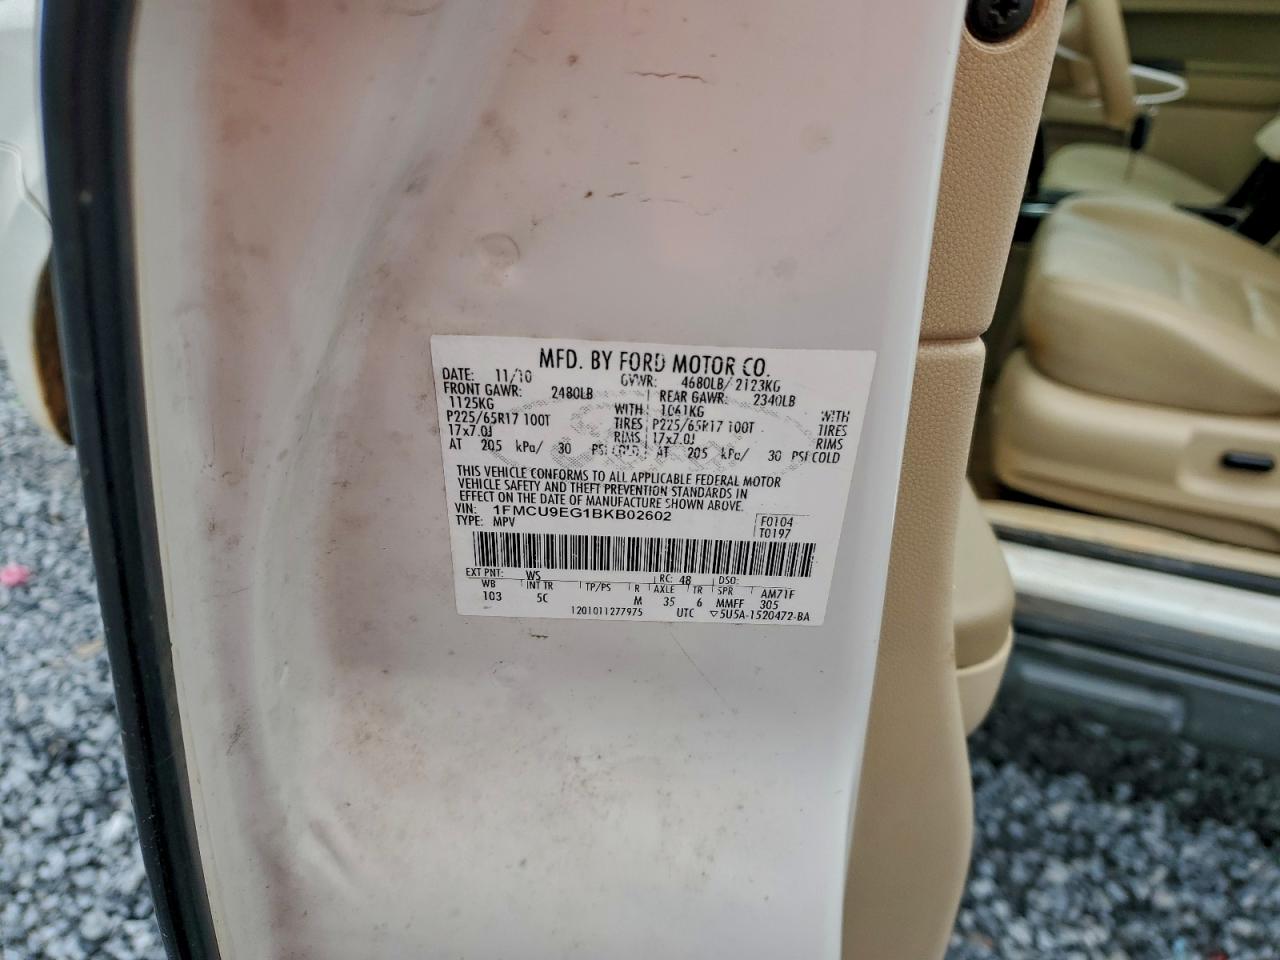 MFD. BY FORD MOTOR CO.
DATE: 11/10 GVWR: 4680LB/ 2123KG
FRONT GAWR: 2480LB REAR GAWR: 2340LB
1125KG WITH 1061KG WITH
P225/65R17 100T TIRES P225/65R17 100T TIRES
17x7.0J RIMS 17x7.0J RIMS
AT 205 kPa/ 30 PSI COLD AT 205 kPa/ 30 PSI COLD
THIS VEHICLE CONFORMS TO ALL APPLICABLE FEDERAL MOTOR
VEHICLE SAFETY AND THEFT PREVENTION STANDARDS IN
EFFECT ON THE DATE OF MANUFACTURE SHOWN ABOVE.
VIN: 1FMCU9EG1BKB02602 F0104
TYPE: MPV T0197
EXT PNT: WS RC: 48 DSO:
WB INT TR TP/PS R AXLE TR SPR AM71F
103 5C M 35 6 MMFF 305
1201011277975 UTC ▽5U5A-1520472-BA